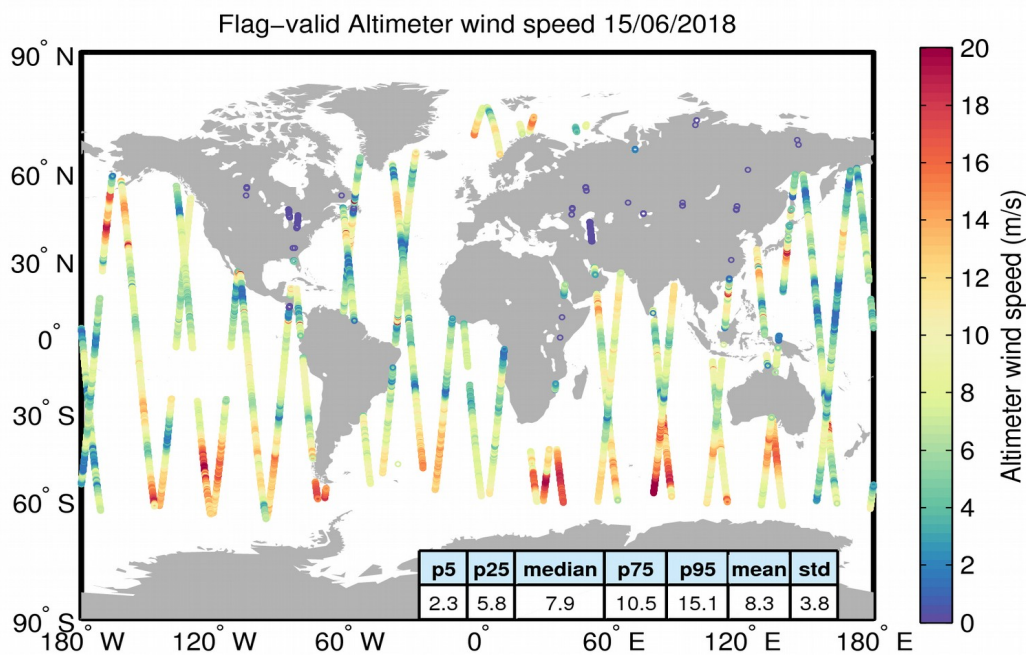 Flag−valid Altimeter wind speed 15/06/2018
90° N
60° N
30° N
0°
30° S
60° S
90° S
180° W
120° W
60° W
0°
60° E
120° E
180° E
p5 p25 median p75 p95 mean std
2.3 5.8 7.9 10.5 15.1 8.3 3.8
20
18
16
14
12
10
8
6
4
2
0
Altimeter wind speed (m/s)